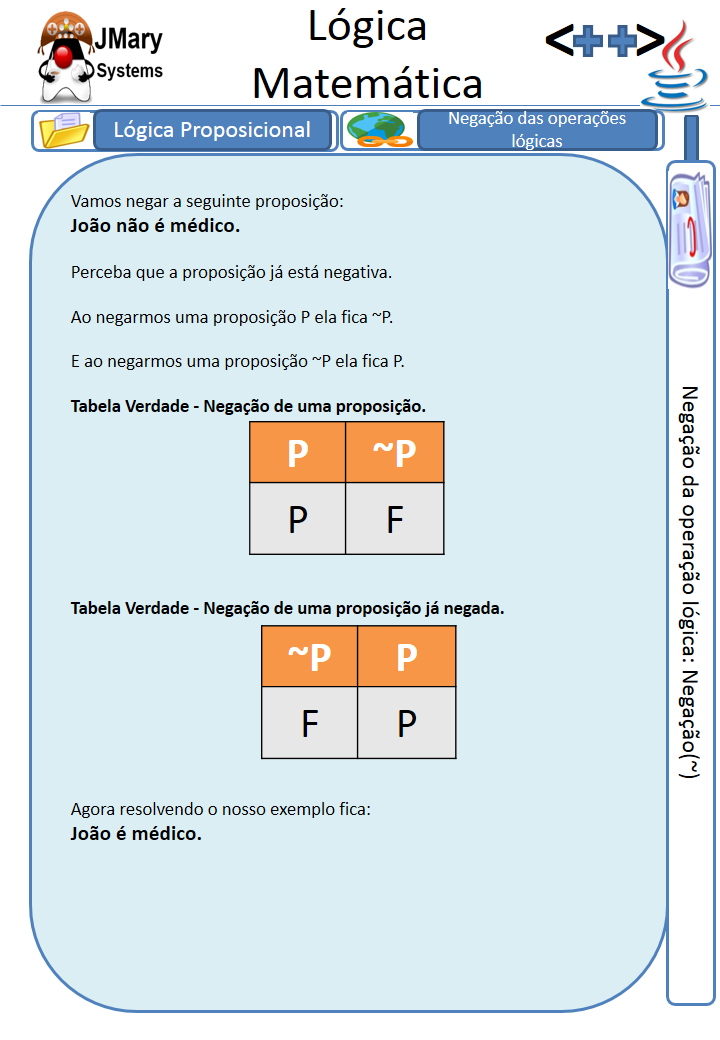 JMary
Systems
Lógica
Matemática
<++>
Lógica Proposicional
Negação das operações
lógicas
Vamos negar a seguinte proposição:
João não é médico.
Perceba que a proposição já está negativa.
Ao negarmos uma proposição P ela fica ~P.
E ao negarmos uma proposição ~P ela fica P.
Tabela Verdade - Negação de uma proposição.
P ~P
P F
Tabela Verdade - Negação de uma proposição já negada.
~P P
F P
Agora resolvendo o nosso exemplo fica:
João é médico.
Negação da operação lógica: Negação(~)